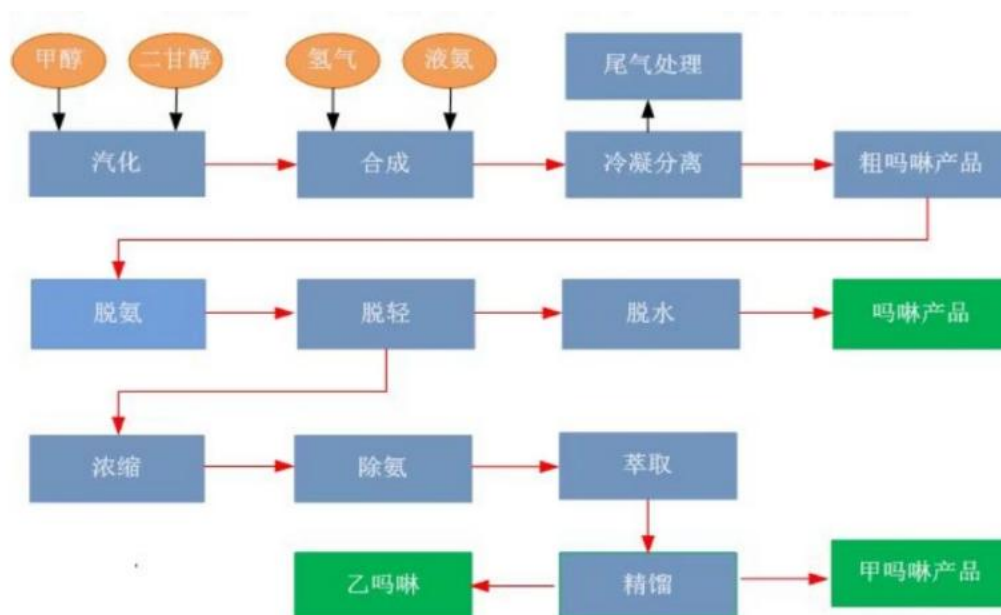 甲醇
二甘醇
氢气
液氨
尾气处理
汽化
合成
冷凝分离
粗吗啉产品
脱氨
脱轻
脱水
吗啉产品
浓缩
除氨
萃取
乙吗啉
精馏
甲吗啉产品